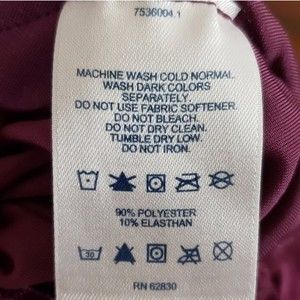 7536004.1
MACHINE WASH COLD NORMAL.
WASH DARK COLORS
SEPARATELY.
DO NOT USE FABRIC SOFTENER.
DO NOT BLEACH.
DO NOT DRY CLEAN.
TUMBLE DRY LOW.
DO NOT IRON.
90% POLYESTER
10% ELASTHAN
30
RN 62830